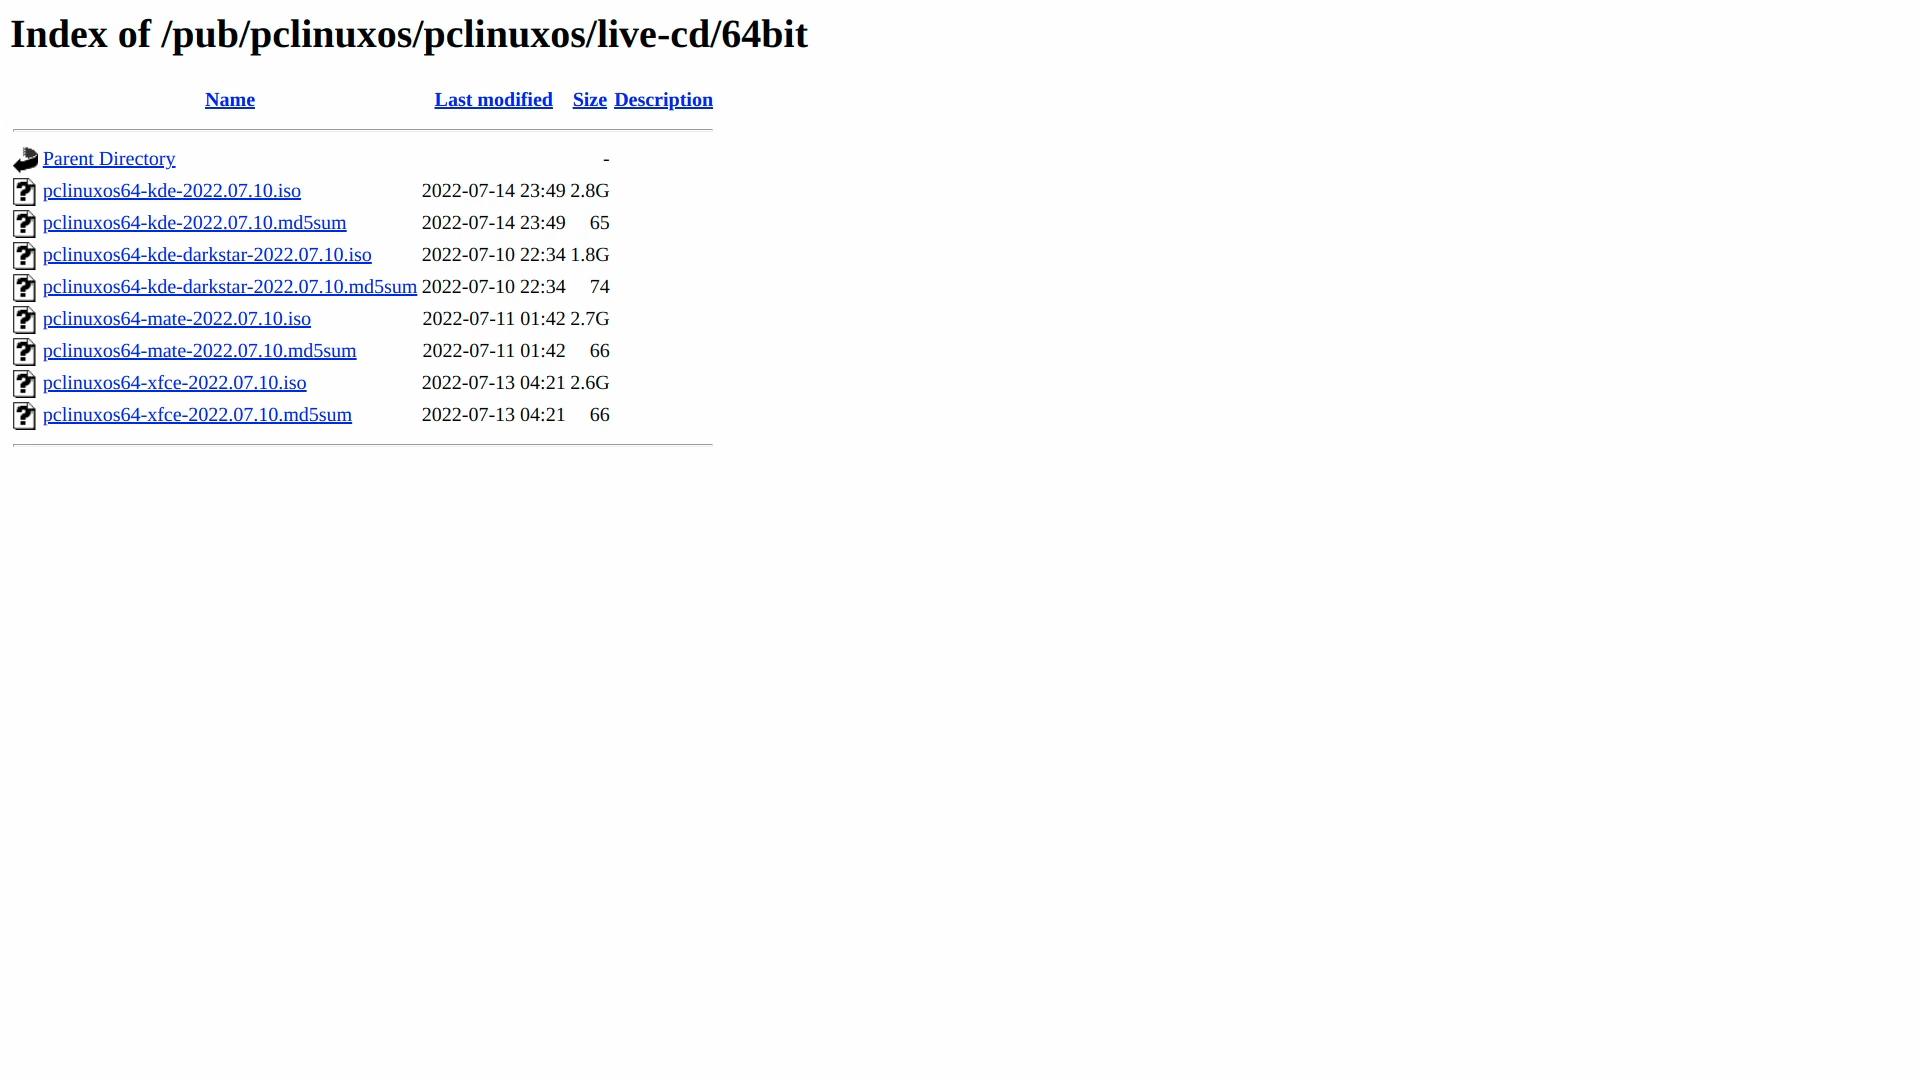 Index of /pub/pclinuxos/pclinuxos/live-cd/64bit
Name Last modified Size Description
Parent Directory -
pclinuxos64-kde-2022.07.10.iso 2022-07-14 23:49 2.8G
pclinuxos64-kde-2022.07.10.md5sum 2022-07-14 23:49 65
pclinuxos64-kde-darkstar-2022.07.10.iso 2022-07-10 22:34 1.8G
pclinuxos64-kde-darkstar-2022.07.10.md5sum 2022-07-10 22:34 74
pclinuxos64-mate-2022.07.10.iso 2022-07-11 01:42 2.7G
pclinuxos64-mate-2022.07.10.md5sum 2022-07-11 01:42 66
pclinuxos64-xfce-2022.07.10.iso 2022-07-13 04:21 2.6G
pclinuxos64-xfce-2022.07.10.md5sum 2022-07-13 04:21 66